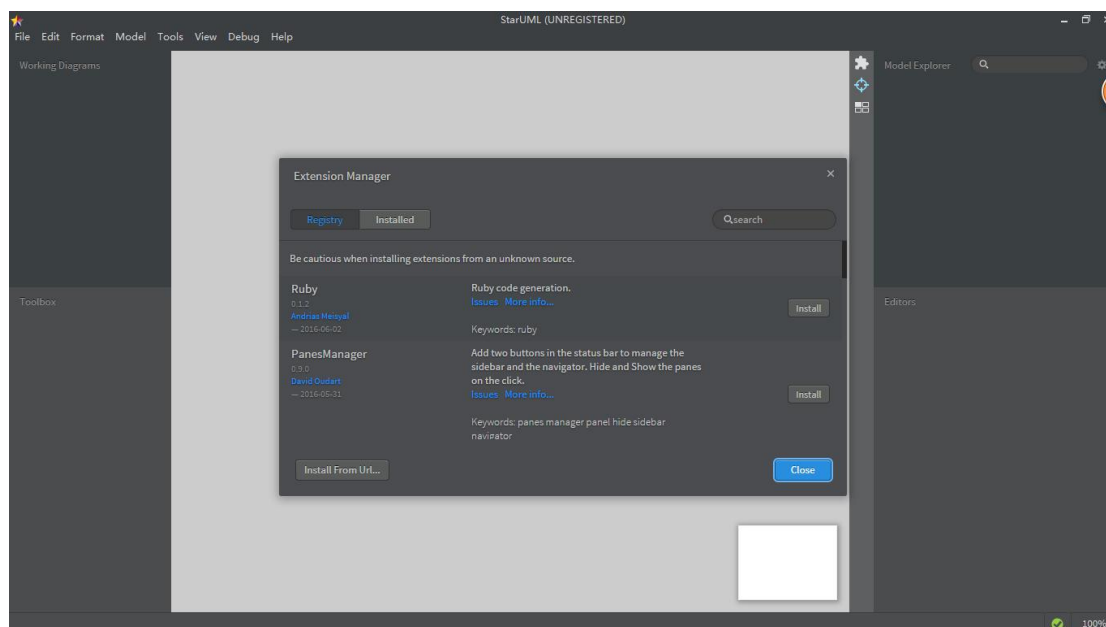 StarUML (UNREGISTERED)
File Edit Format Model Tools View Debug Help
Working Diagrams
Model Explorer
Extension Manager
Registry Installed
search
Be cautious when installing extensions from an unknown source.
Ruby
0.1.2
Andrias Meisyal
— 2016-06-02
Ruby code generation.
Issues More info...
Keywords: ruby
Install
PanesManager
0.9.0
David Oudart
— 2016-05-31
Add two buttons in the status bar to manage the
sidebar and the navigator. Hide and Show the panes
on the click.
Issues More info...
Keywords: panes manager panel hide sidebar
navigator
Install
Install From Url...
Close
Toolbox
Editors
100%